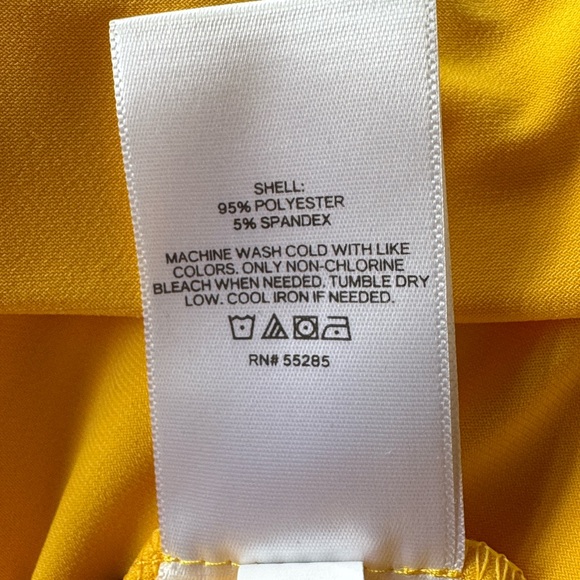 SHELL:
95% POLYESTER
5% SPANDEX
MACHINE WASH COLD WITH LIKE
COLORS. ONLY NON-CHLORINE
BLEACH WHEN NEEDED. TUMBLE DRY
LOW. COOL IRON IF NEEDED.
RN# 55285